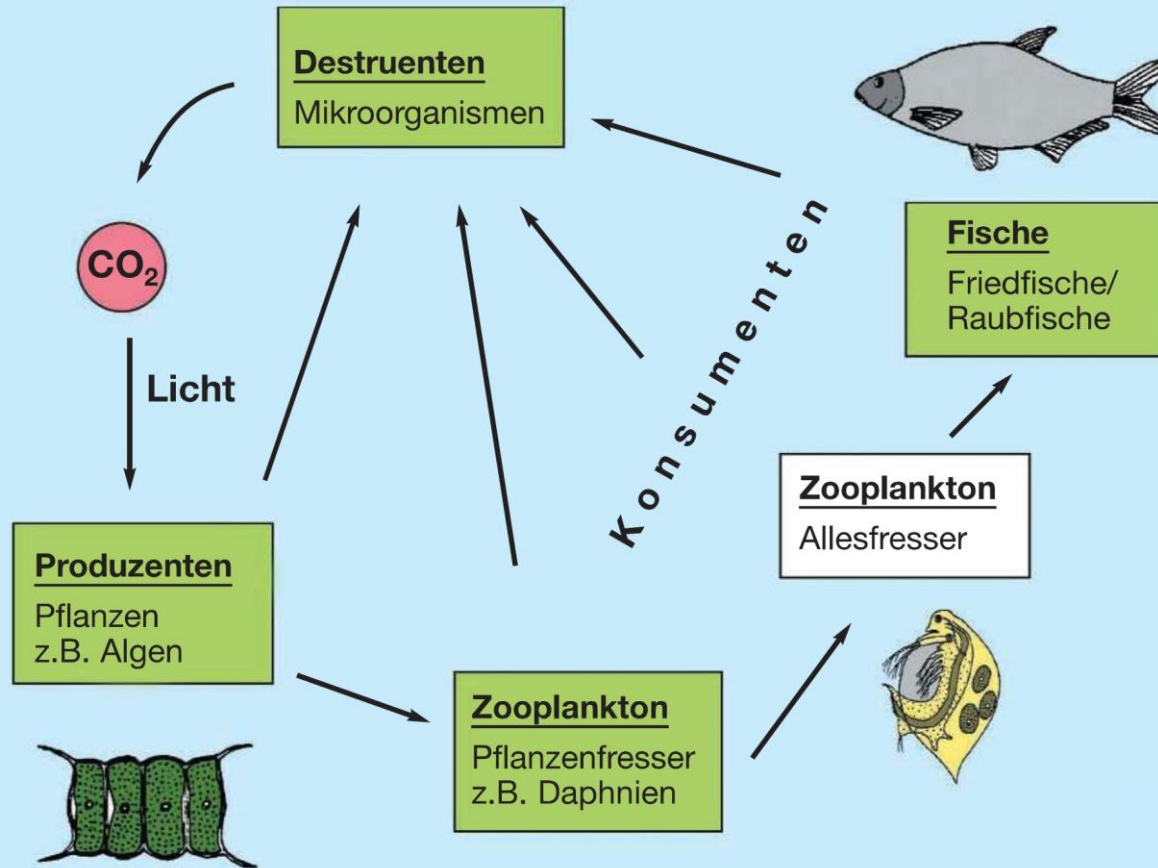 Destruenten
Mikroorganismen
CO₂
Licht
Konsumenten
Fische
Friedfische/
Raubfische
Zooplankton
Allesfresser
Produzenten
Pflanzen
z.B. Algen
Zooplankton
Pflanzenfresser
z.B. Daphnien